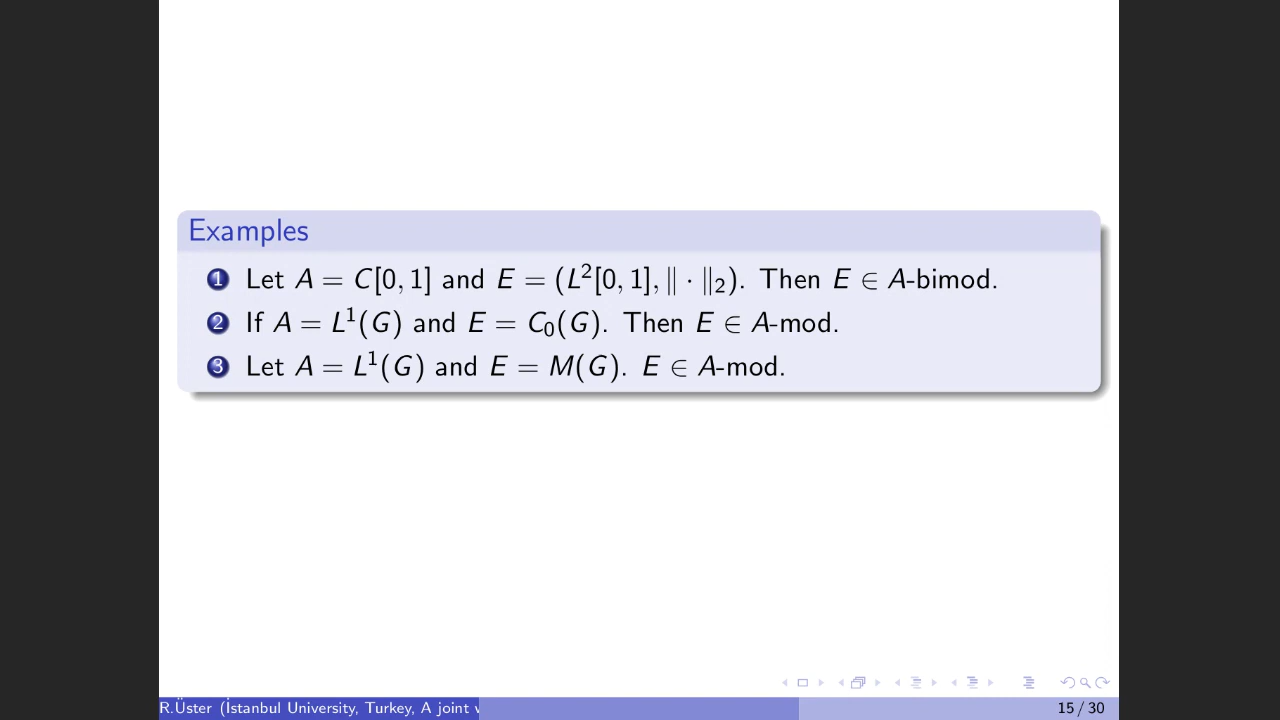 Examples
1 Let A = C[0, 1] and E = (L²[0, 1], ‖ · ‖₂). Then E ∈ A-bimod.
2 If A = L¹(G) and E = C₀(G). Then E ∈ A-mod.
3 Let A = L¹(G) and E = M(G). E ∈ A-mod.
R.Üster (İstanbul University, Turkey, A joint
15 / 30